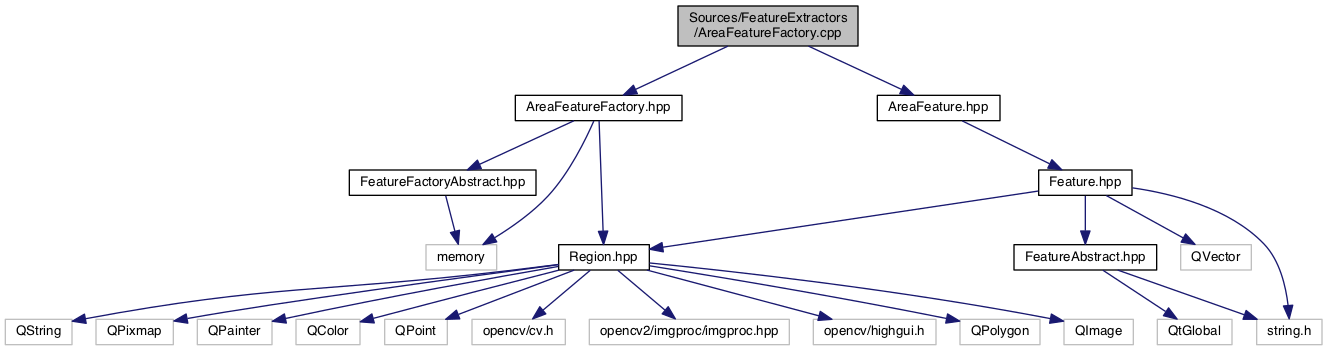 Sources/FeatureExtractors
/AreaFeatureFactory.cpp
AreaFeatureFactory.hpp
AreaFeature.hpp
FeatureFactoryAbstract.hpp
Feature.hpp
memory
Region.hpp
FeatureAbstract.hpp
QVector
QString
QPixmap
QPainter
QColor
QPoint
opencv/cv.h
opencv2/imgproc/imgproc.hpp
opencv/highgui.h
QPolygon
QImage
QtGlobal
string.h